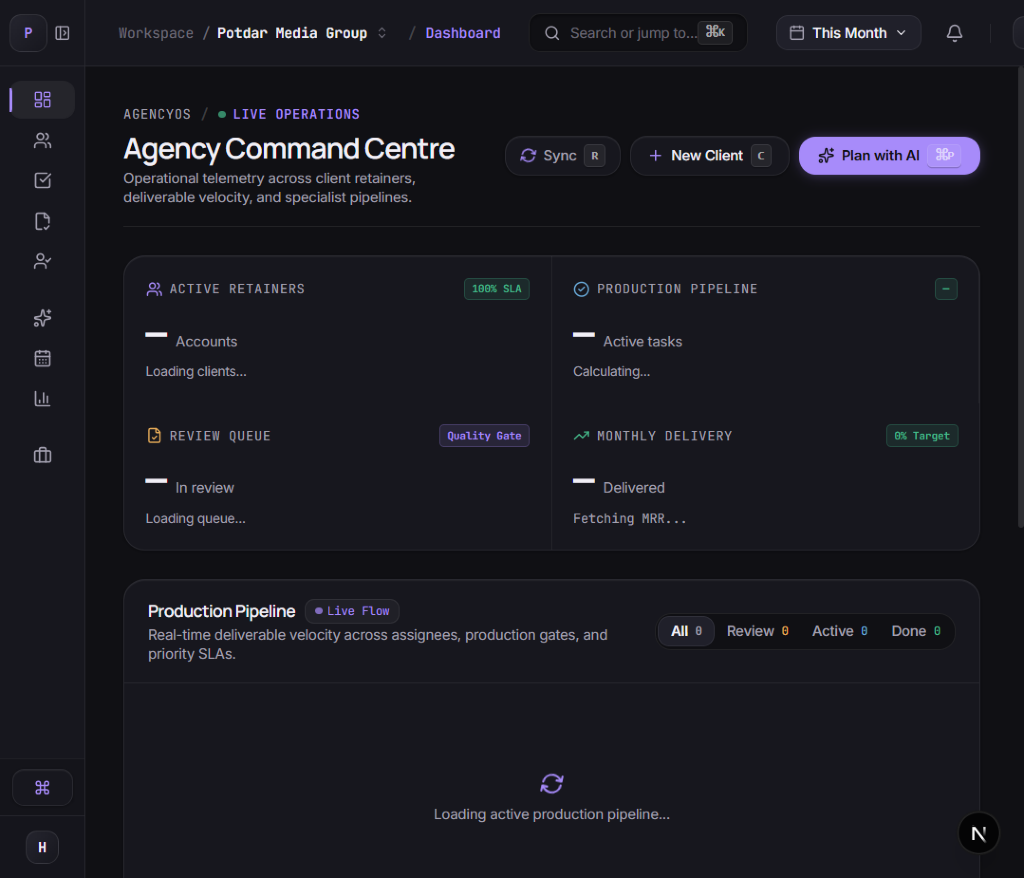 P
Workspace / Potdar Media Group / Dashboard
Search or jump to... ⌘K
This Month
AGENCYOS / LIVE OPERATIONS
Agency Command Centre
Operational telemetry across client retainers,
deliverable velocity, and specialist pipelines.
Sync R
New Client C
Plan with AI ⌘P
ACTIVE RETAINERS 100% SLA
— Accounts
Loading clients...
PRODUCTION PIPELINE —
— Active tasks
Calculating...
REVIEW QUEUE Quality Gate
— In review
Loading queue...
MONTHLY DELIVERY 0% Target
— Delivered
Fetching MRR...
Production Pipeline Live Flow
Real-time deliverable velocity across assignees, production gates, and
priority SLAs.
All 0 Review 0 Active 0 Done 0
Loading active production pipeline...
⌘
H
N